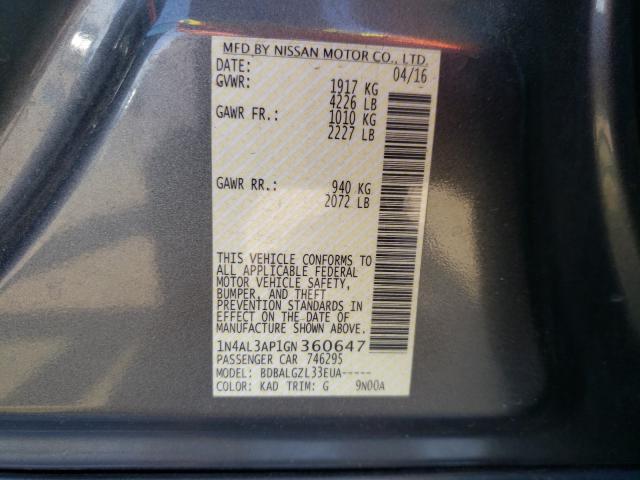 MFD BY NISSAN MOTOR CO., LTD.
DATE: 04/16
GVWR: 1917 KG
4226 LB
GAWR FR.: 1010 KG
2227 LB
GAWR RR.: 940 KG
2072 LB
THIS VEHICLE CONFORMS TO
ALL APPLICABLE FEDERAL
MOTOR VEHICLE SAFETY,
BUMPER, AND THEFT
PREVENTION STANDARDS IN
EFFECT ON THE DATE OF
MANUFACTURE SHOWN ABOVE.
1N4AL3AP1GN360647
PASSENGER CAR 746295
MODEL: BDBALGZL33EUA-----
COLOR: KAD TRIM: G 9N00A